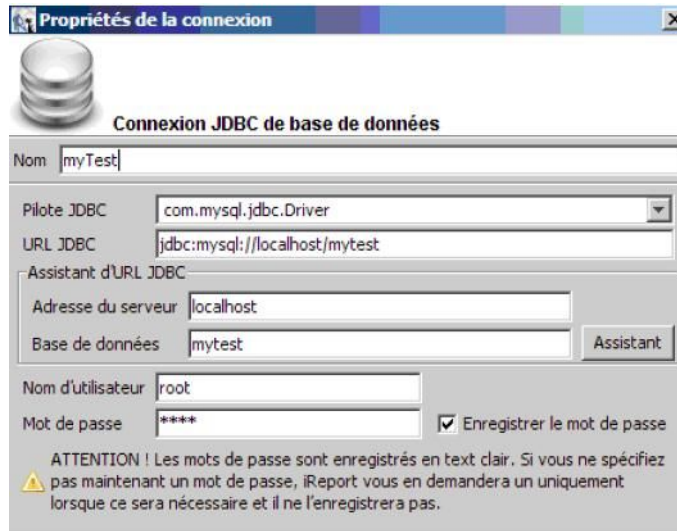 Propriétés de la connexion
Connexion JDBC de base de données
Nom myTest
Pilote JDBC com.mysql.jdbc.Driver
URL JDBC jdbc:mysql://localhost/mytest
Assistant d'URL JDBC
Adresse du serveur localhost
Base de données mytest Assistant
Nom d'utilisateur root
Mot de passe **** Enregistrer le mot de passe
ATTENTION ! Les mots de passe sont enregistrés en text clair. Si vous ne spécifiez
pas maintenant un mot de passe, iReport vous en demandera un uniquement
lorsque ce sera nécessaire et il ne l'enregistrera pas.